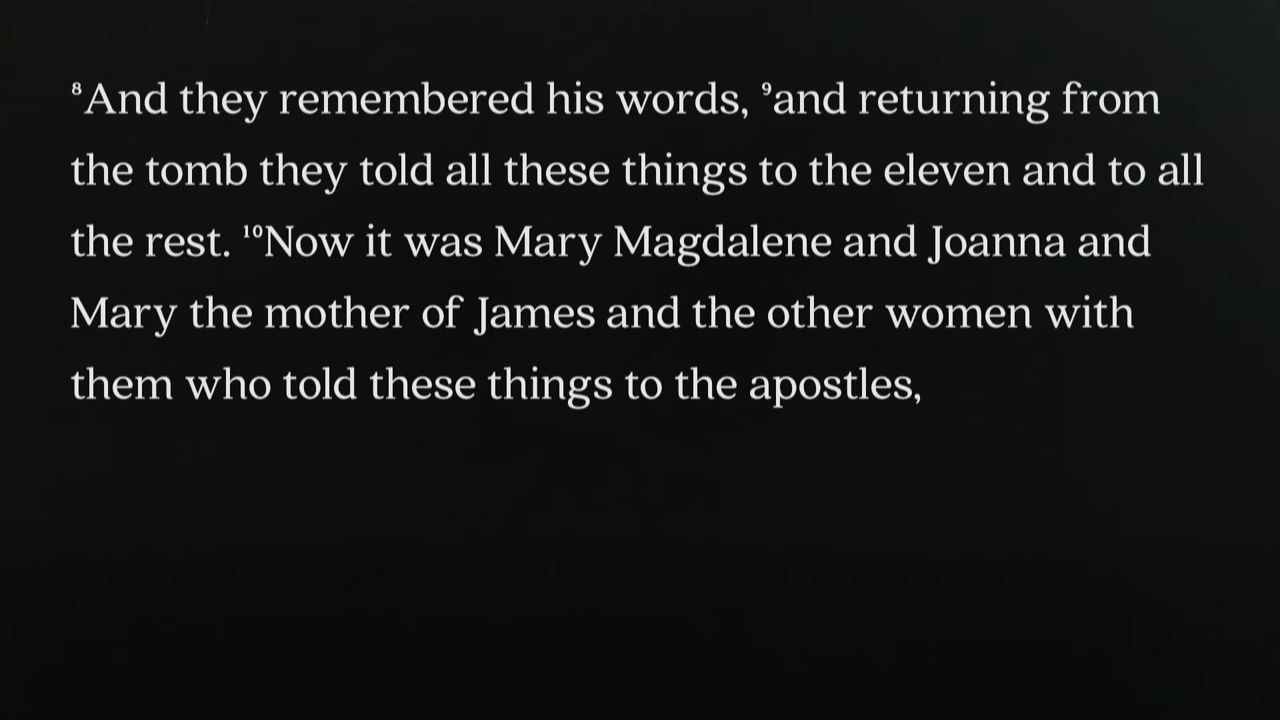 ⁸And they remembered his words, ⁹and returning from
the tomb they told all these things to the eleven and to all
the rest. ¹⁰Now it was Mary Magdalene and Joanna and
Mary the mother of James and the other women with
them who told these things to the apostles,